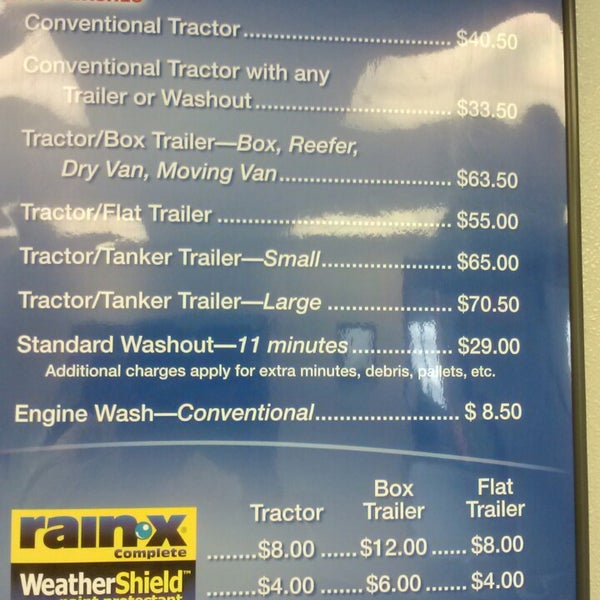 Conventional Tractor.................................. $40.50
Conventional Tractor with any
Trailer or Washout................................. $33.50
Tractor/Box Trailer—Box, Reefer,
Dry Van, Moving Van............................. $63.50
Tractor/Flat Trailer ...................................... $55.00
Tractor/Tanker Trailer—Small...................... $65.00
Tractor/Tanker Trailer—Large ..................... $70.50
Standard Washout—11 minutes................. $29.00
Additional charges apply for extra minutes, debris, pallets, etc.
Engine Wash—Conventional........................ $ 8.50
Box Flat
Tractor Trailer Trailer
rain-x®
Complete ........$8.00 ......$12.00 ...... $8.00
WeatherShield™ ........$4.00 ....... $6.00 ....... $4.00
paint protectant